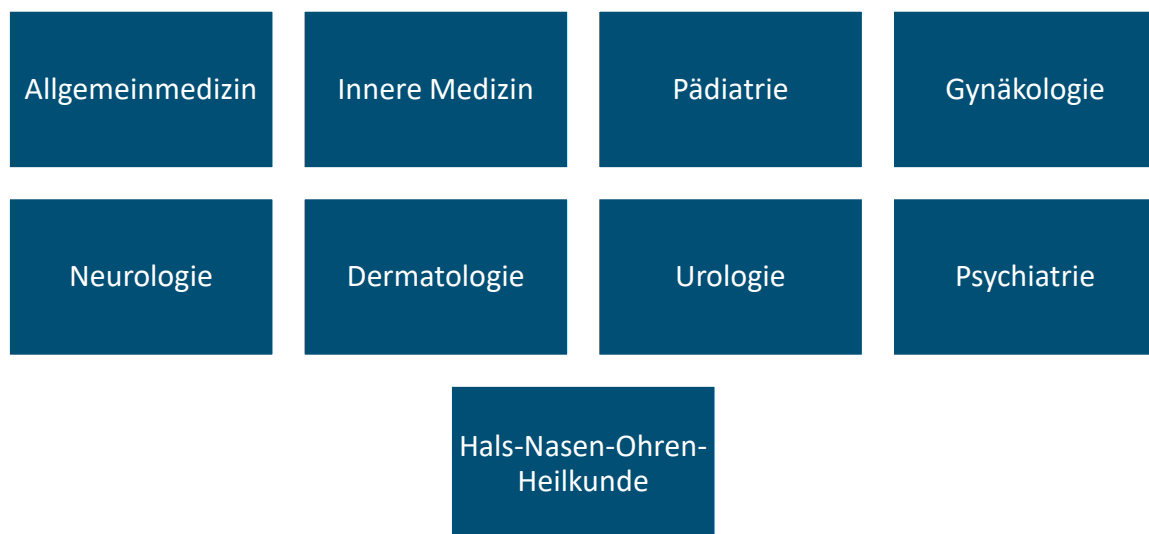 Allgemeinmedizin
Innere Medizin
Pädiatrie
Gynäkologie
Neurologie
Dermatologie
Urologie
Psychiatrie
Hals-Nasen-Ohren-
Heilkunde